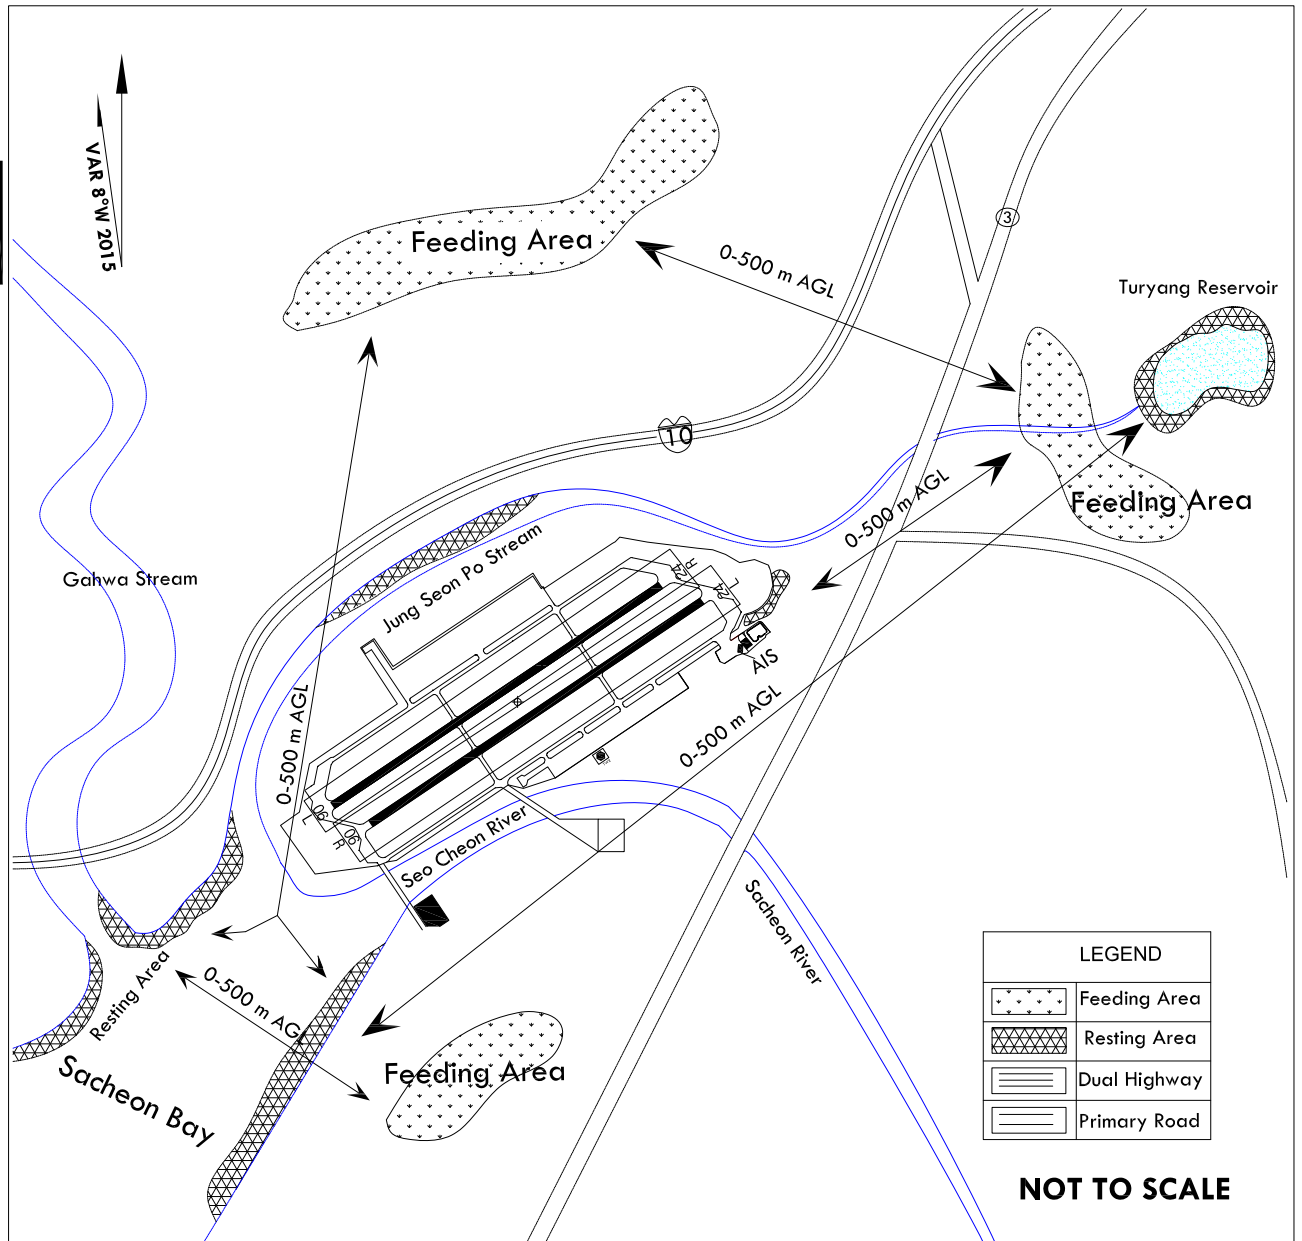 VAR 8°W 2015
Feeding Area
0-500 m AGL
3
Turyang Reservoir
10
Feeding Area
0-500 m AGL
Jung Seon Po Stream
Gahwa Stream
24
R
24
L
AIS
0-500 m AGL
0-500 m AGL
06
L
06
R
Seo Cheon River
Sacheon River
Resting Area
0-500 m AGL
Sacheon Bay
Feeding Area
LEGEND
Feeding Area
Resting Area
Dual Highway
Primary Road
NOT TO SCALE